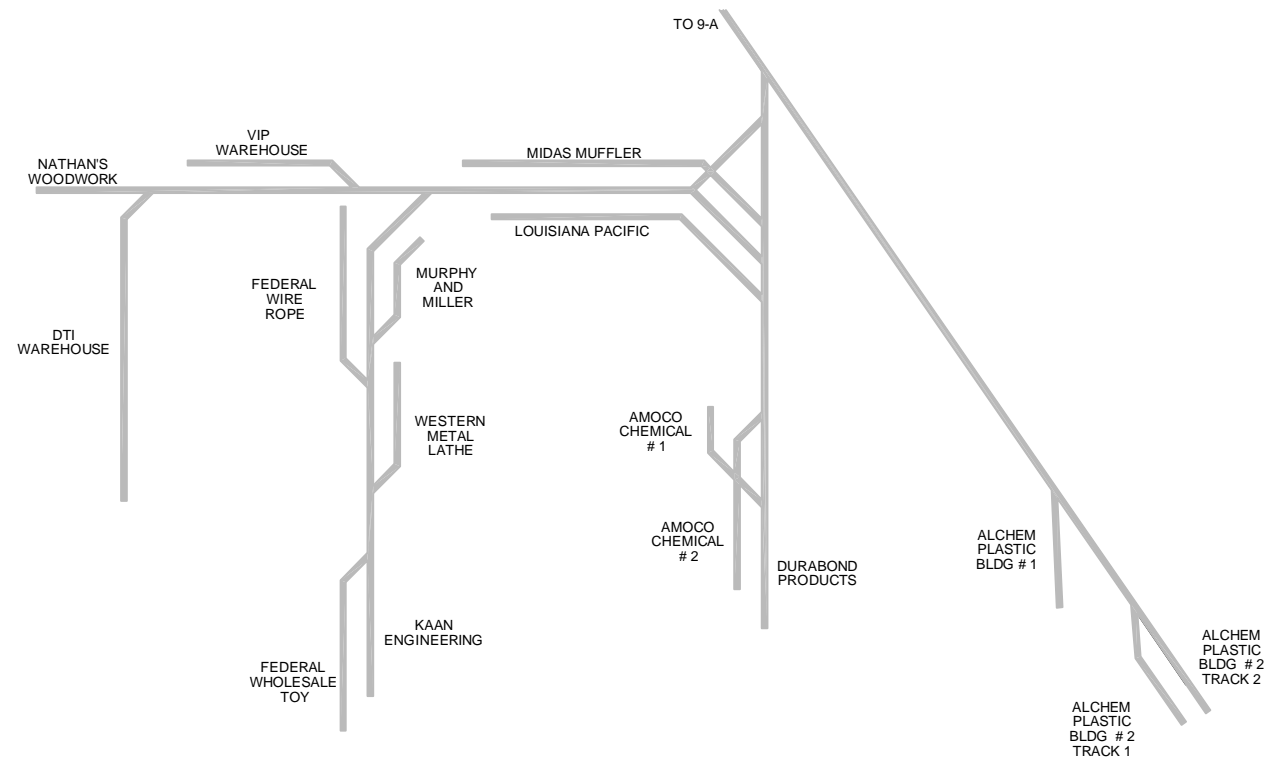 TO 9-A
VIP
WAREHOUSE
MIDAS MUFFLER
NATHAN'S
WOODWORK
LOUISIANA PACIFIC
FEDERAL
WIRE
ROPE
MURPHY
AND
MILLER
DTI
WAREHOUSE
WESTERN
METAL
LATHE
AMOCO
CHEMICAL
# 1
AMOCO
CHEMICAL
# 2
DURABOND
PRODUCTS
ALCHEM
PLASTIC
BLDG # 1
KAAN
ENGINEERING
FEDERAL
WHOLESALE
TOY
ALCHEM
PLASTIC
BLDG # 2
TRACK 2
ALCHEM
PLASTIC
BLDG # 2
TRACK 1